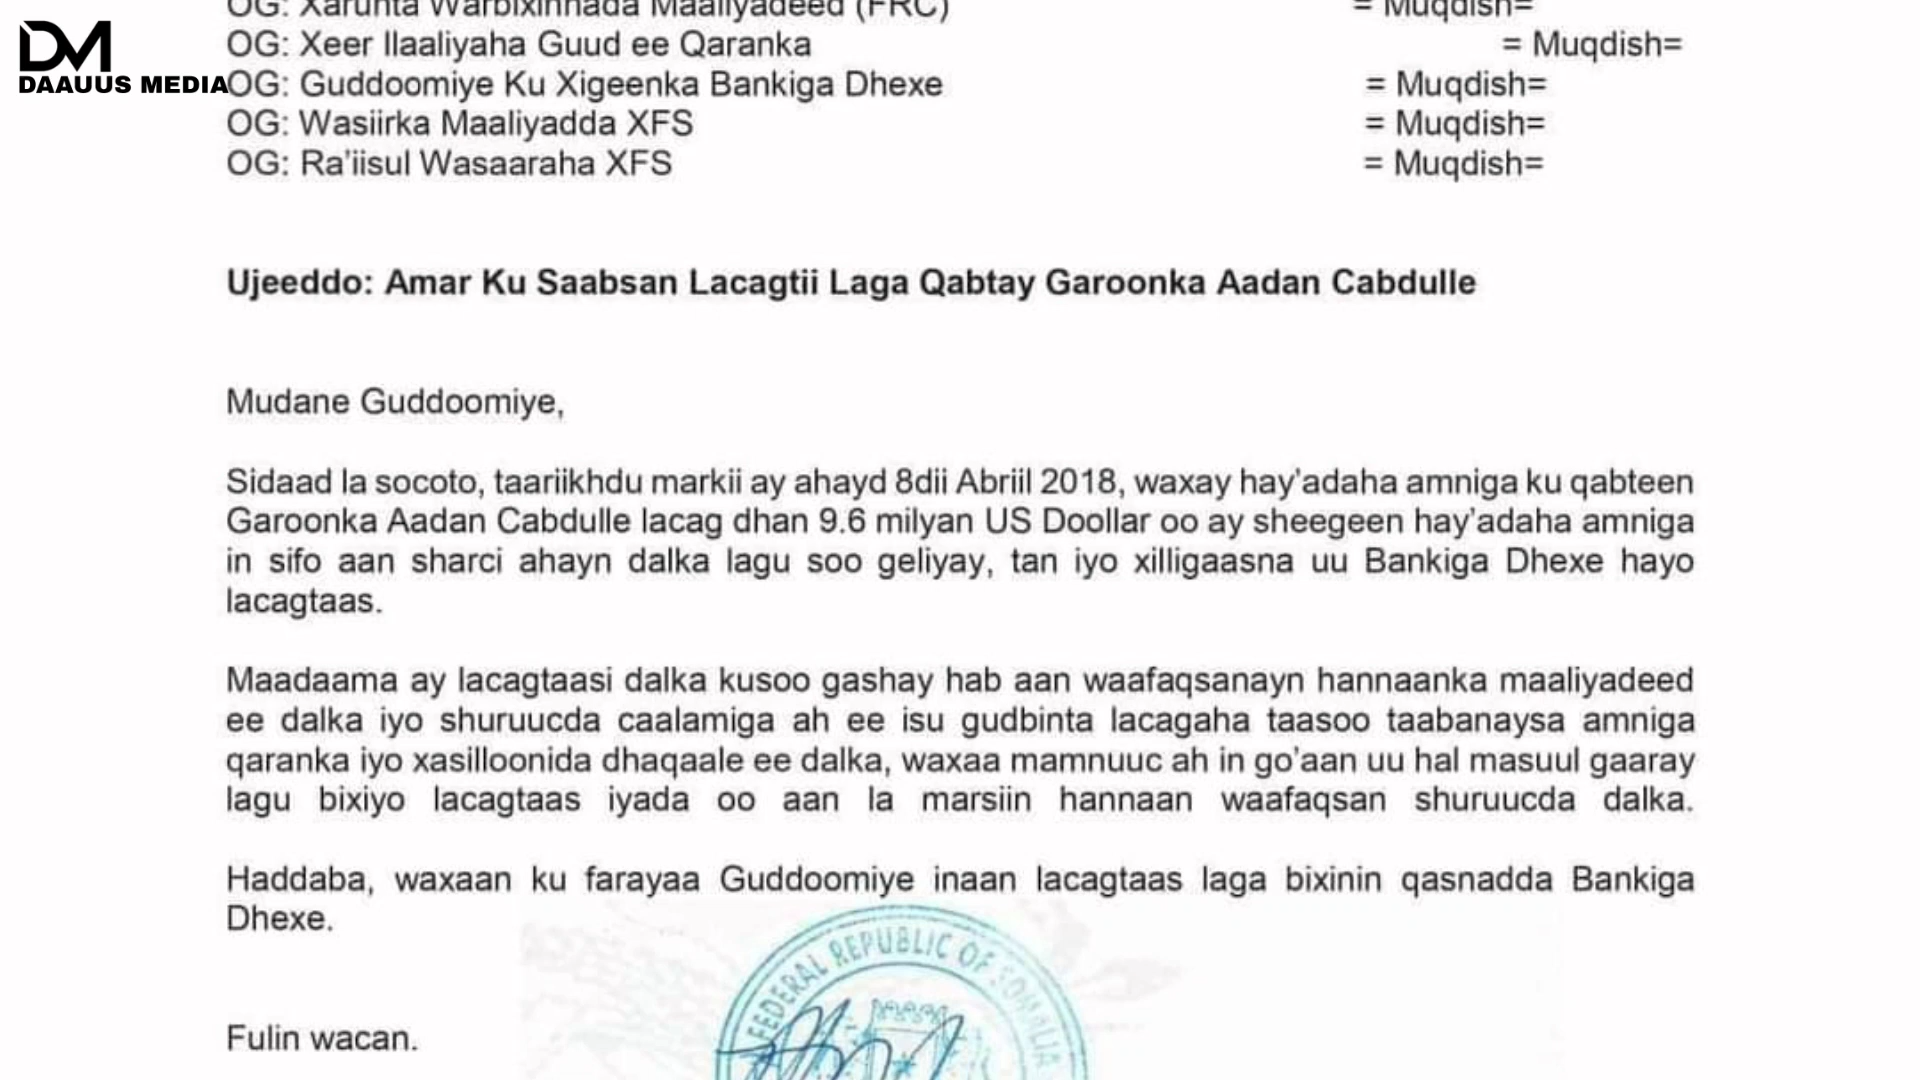 OG: Xarunta Warbixinnada Maaliyadeed (FRC) = Muqdish=
DM
DAAUUS MEDIA
OG: Xeer Ilaaliyaha Guud ee Qaranka = Muqdish=
OG: Guddoomiye Ku Xigeenka Bankiga Dhexe = Muqdish=
OG: Wasiirka Maaliyadda XFS = Muqdish=
OG: Ra'iisul Wasaaraha XFS = Muqdish=
Ujeeddo: Amar Ku Saabsan Lacagtii Laga Qabtay Garoonka Aadan Cabdulle
Mudane Guddoomiye,
Sidaad la socoto, taariikhdu markii ay ahayd 8dii Abriil 2018, waxay hay'adaha amniga ku qabteen
Garoonka Aadan Cabdulle lacag dhan 9.6 milyan US Doollar oo ay sheegeen hay'adaha amniga
in sifo aan sharci ahayn dalka lagu soo geliyay, tan iyo xilligaasna uu Bankiga Dhexe hayo
lacagtaas.
Maadaama ay lacagtaasi dalka kusoo gashay hab aan waafaqsanayn hannaanka maaliyadeed
ee dalka iyo shuruucda caalamiga ah ee isu gudbinta lacagaha taasoo taabanaysa amniga
qaranka iyo xasilloonida dhaqaale ee dalka, waxaa mamnuuc ah in go'aan uu hal masuul gaaray
lagu bixiyo lacagtaas iyada oo aan la marsiin hannaan waafaqsan shuruucda dalka.
Haddaba, waxaan ku farayaa Guddoomiye inaan lacagtaas laga bixinin qasnadda Bankiga
Dhexe.
FEDERAL REPUBLIC OF SOMALIA
Fulin wacan.